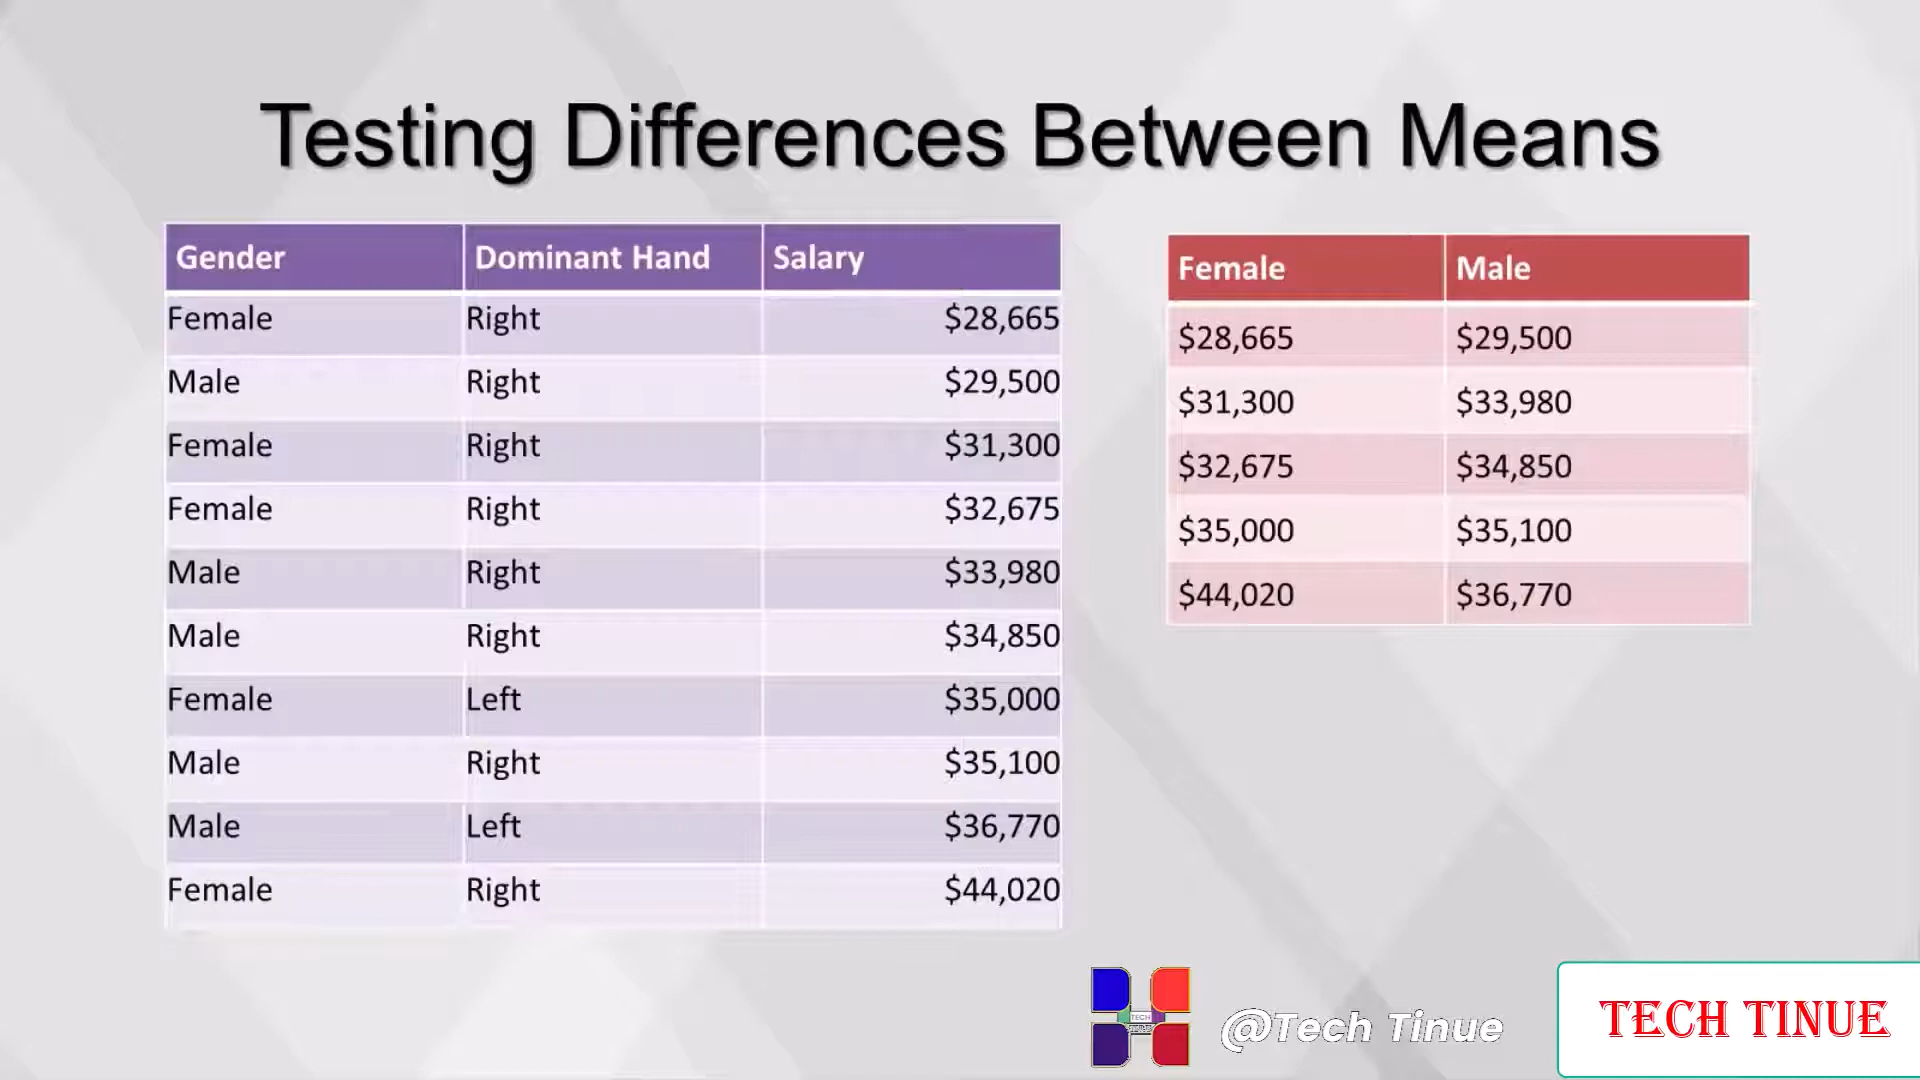 Testing Differences Between Means
Gender Dominant Hand Salary
Female Right $28,665
Male Right $29,500
Female Right $31,300
Female Right $32,675
Male Right $33,980
Male Right $34,850
Female Left $35,000
Male Right $35,100
Male Left $36,770
Female Right $44,020
Female Male
$28,665 $29,500
$31,300 $33,980
$32,675 $34,850
$35,000 $35,100
$44,020 $36,770
TECH
@Tech Tinue
TECH TINUE